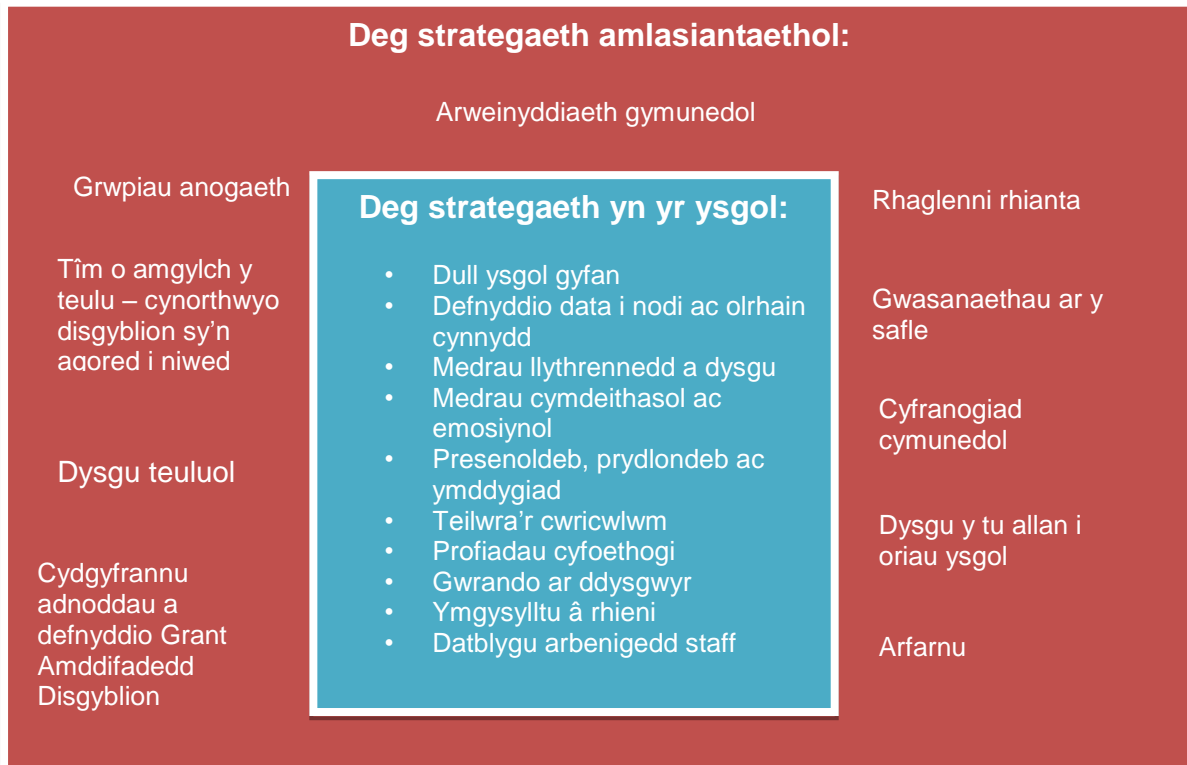 Deg strategaeth amlasiantaethol:
Arweinyddiaeth gymunedol
Grwpiau anogaeth
Tîm o amgylch y
teulu – cynorthwyo
disgyblion sy’n
agored i niwed
Dysgu teuluol
Cydgyfrannu
adnoddau a
defnyddio Grant
Amddifadedd
Disgyblion
Deg strategaeth yn yr ysgol:
• Dull ysgol gyfan
• Defnyddio data i nodi ac olrhain
cynnydd
• Medrau llythrennedd a dysgu
• Medrau cymdeithasol ac
emosiynol
• Presenoldeb, prydlondeb ac
ymddygiad
• Teilwra’r cwricwlwm
• Profiadau cyfoethogi
• Gwrando ar ddysgwyr
• Ymgysylltu â rhieni
• Datblygu arbenigedd staff
Rhaglenni rhianta
Gwasanaethau ar y
safle
Cyfranogiad
cymunedol
Dysgu y tu allan i
oriau ysgol
Arfarnu